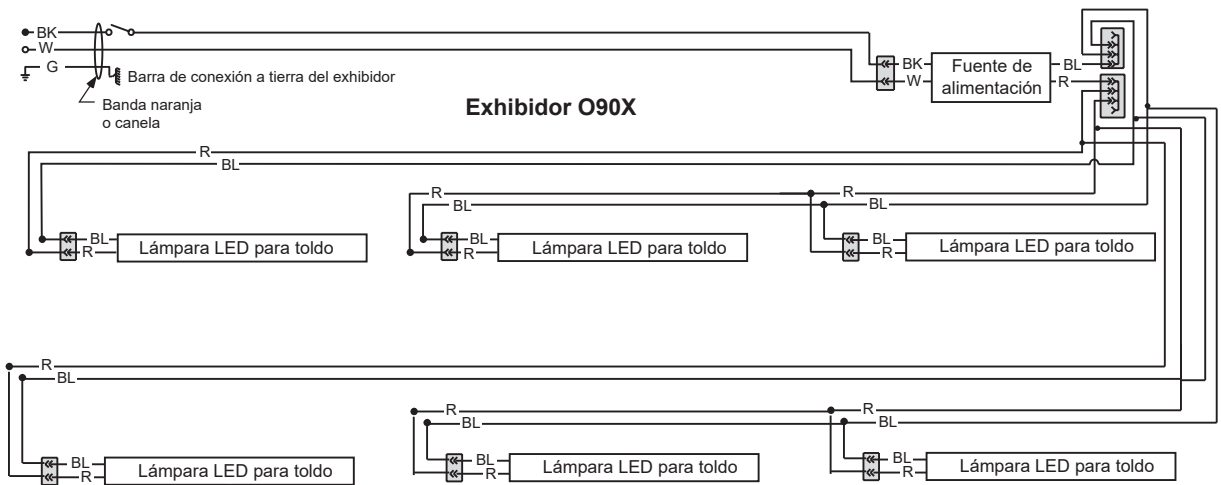 BK
W
G
Barra de conexión a tierra del exhibidor
Banda naranja
o canela
Exhibidor O90X
BK
W
Fuente de
alimentación
BL
R
R
BL
R
BL
R
BL
BL
R
Lámpara LED para toldo
BL
R
Lámpara LED para toldo
BL
R
Lámpara LED para toldo
R
BL
R
BL
R
BL
BL
R
Lámpara LED para toldo
BL
R
Lámpara LED para toldo
BL
R
Lámpara LED para toldo